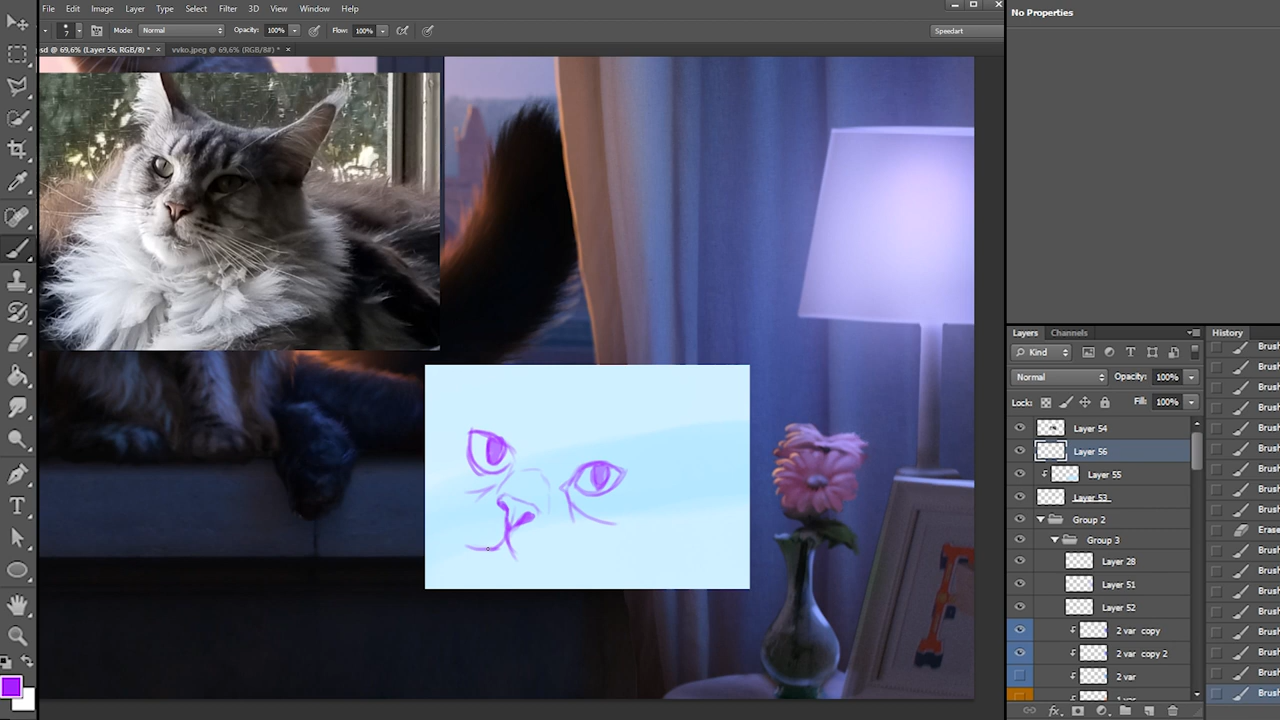 File Edit Image Layer Type Select Filter 3D View Window Help
7 Mode: Normal Opacity: 100% Flow: 100% Speedart
sd @ 69,6% (Layer 56, RGB/8) * × vvko.jpeg @ 69,6% (RGB/8#) * ×
No Properties
Layers Channels History
Kind
Normal Opacity: 100%
Lock: Fill: 100%
Layer 54
Layer 56
Layer 55
Layer 53
Group 2
Group 3
Layer 28
Layer 51
Layer 52
2 var copy
2 var copy 2
2 var
Brush
Brush
Brush
Brush
Brush
Brush
Brush
Brush
Brush
Erase
Brush
Brush
Brush
Brush
Brush
Brush